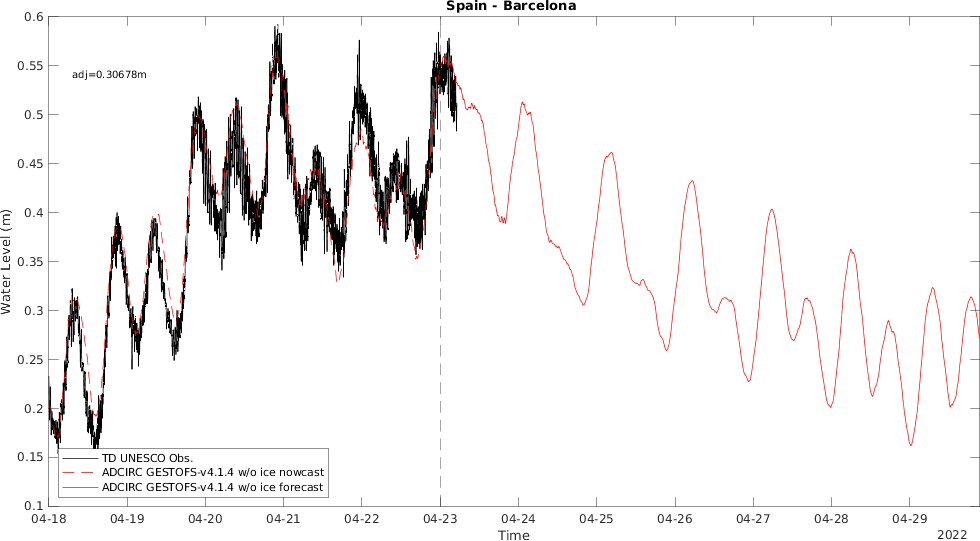 Spain - Barcelona
0.6
0.55
0.5
0.45
0.4
0.35
0.3
0.25
0.2
0.15
0.1
Water Level (m)
adj=0.30678m
TD UNESCO Obs.
ADCIRC GESTOFS-v4.1.4 w/o ice nowcast
ADCIRC GESTOFS-v4.1.4 w/o ice forecast
04-18 04-19 04-20 04-21 04-22 04-23 04-24 04-25 04-26 04-27 04-28 04-29
Time
2022